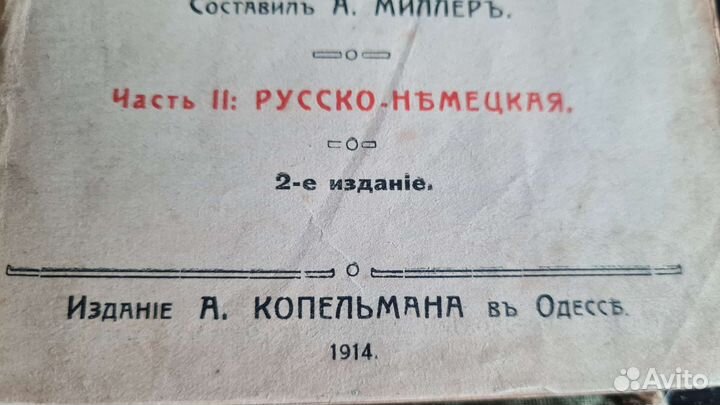 Составилъ А. Миллеръ.
Часть II: РУССКО-НѢМЕЦКАЯ.
2-е изданіе.
Изданіе А. КОПЕЛЬМАНА въ Одессѣ.
1914.
Avito